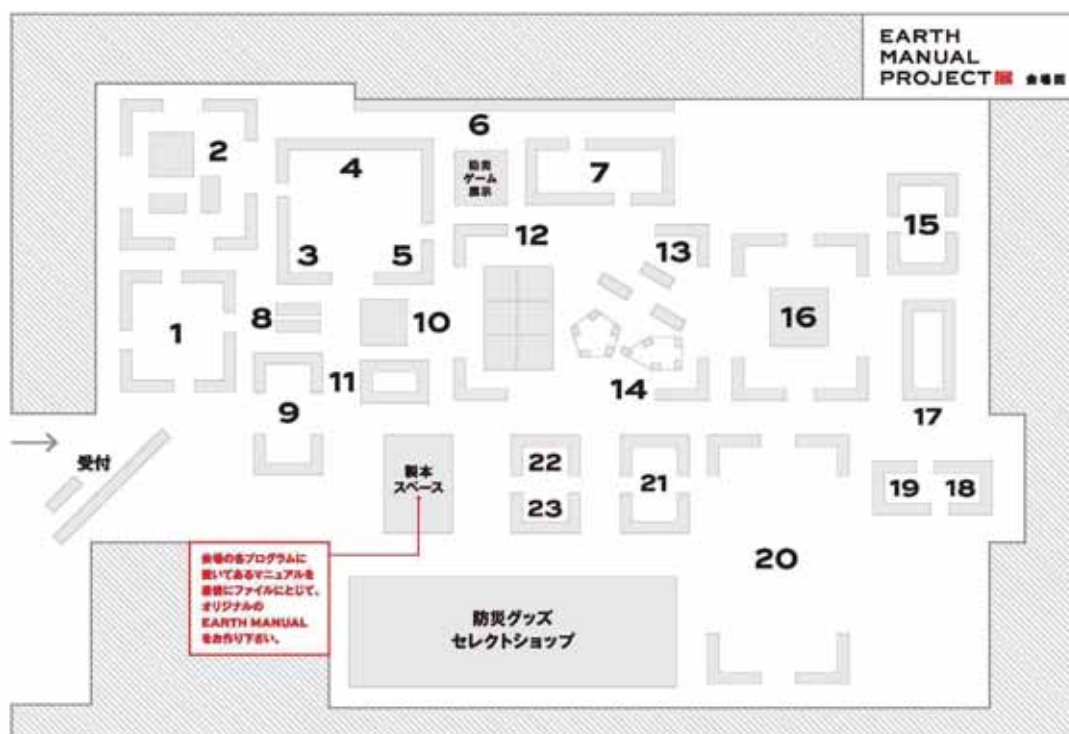 EARTH
MANUAL
PROJECT展 会場図
6
2
4
防災
ゲーム
展示
7
15
12
13
3
5
16
8
10
1
11
14
17
9
受付
製本
スペース
22
21
19
18
23
20
会場の各プログラムに
置いてあるマニュアルを
最後にファイルにとじて、
オリジナルの
EARTH MANUAL
をお作り下さい。
防災グッズ
セレクトショップ